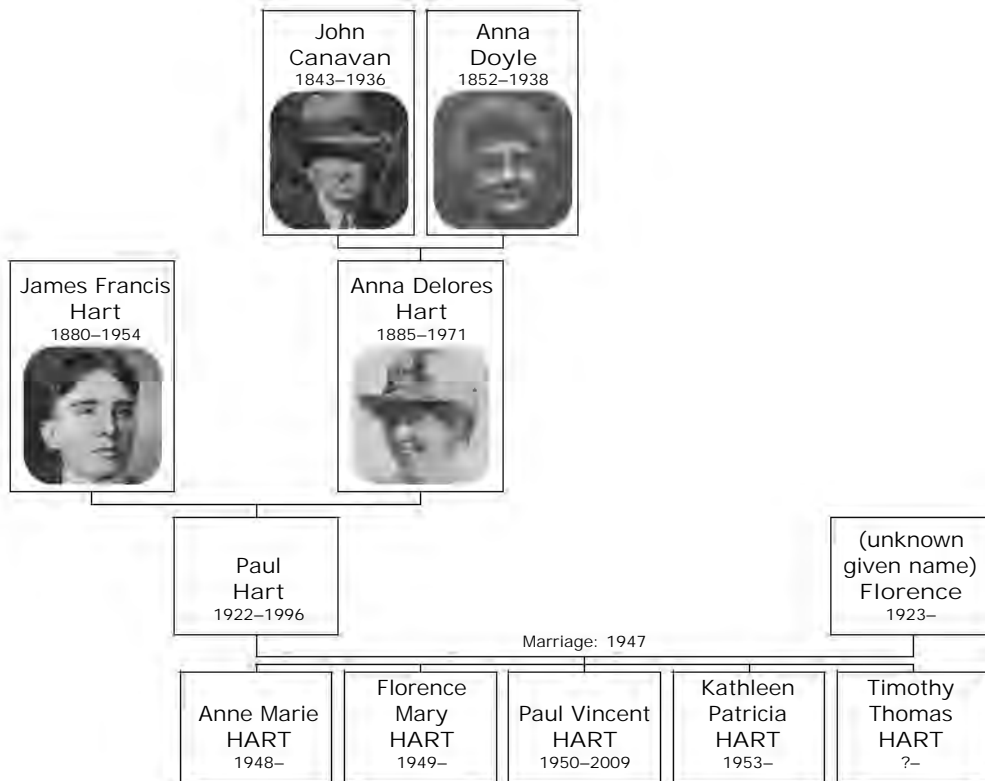 John
Canavan
1843–1936
Anna
Doyle
1852–1938
James Francis
Hart
1880–1954
Anna Delores
Hart
1885–1971
Paul
Hart
1922–1996
(unknown
given name)
Florence
1923–
Marriage: 1947
Anne Marie
HART
1948–
Florence
Mary
HART
1949–
Paul Vincent
HART
1950–2009
Kathleen
Patricia
HART
1953–
Timothy
Thomas
HART
?–